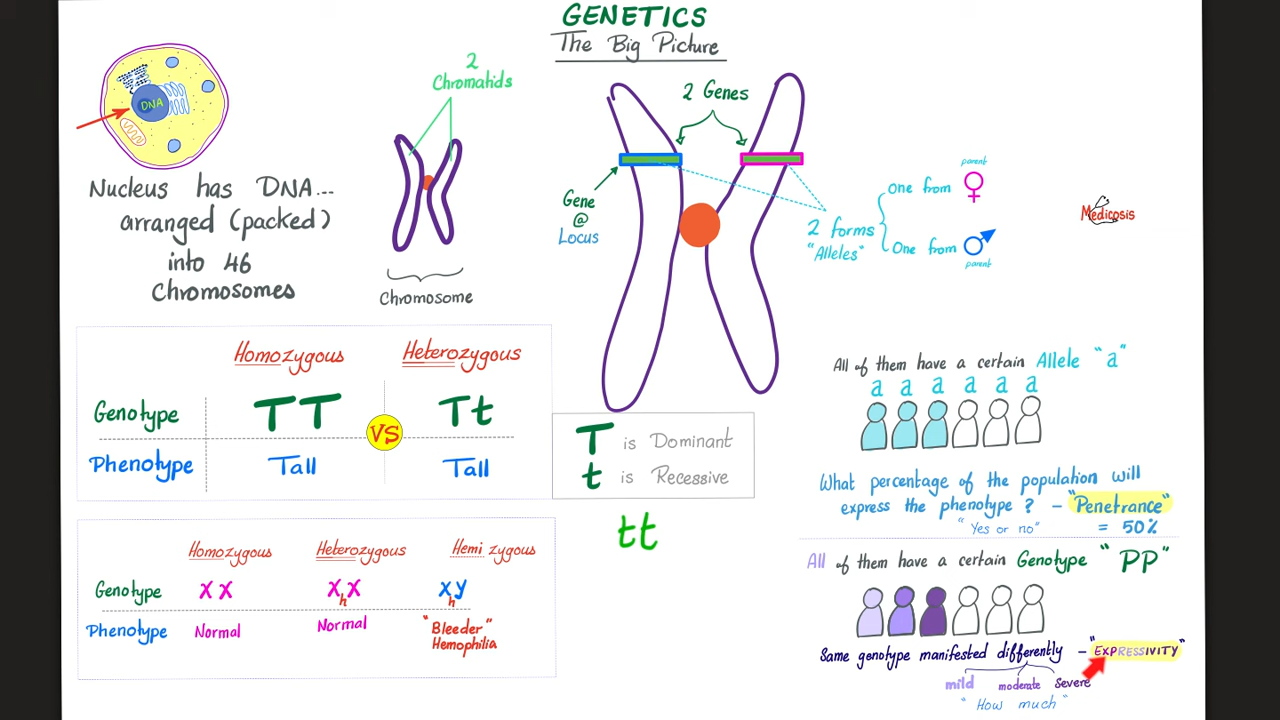 GENETICS
The Big Picture
DNA
Nucleus has DNA...
arranged (packed)
into 46
Chromosomes
2
Chromatids
Chromosome
2 Genes
Gene
@
Locus
2 forms
"Alleles"
parent
One from ♀
One from ♂
parent
Medicosis
Homozygous
Heterozygous
Genotype
TT
VS
Tt
Phenotype
Tall
Tall
T is Dominant
t is Recessive
tt
Homozygous
Heterozygous
Hemizygous
Genotype
XX
XhX
XhY
Phenotype
Normal
Normal
"Bleeder"
Hemophilia
All of them have a certain Allele "a"
a a a a a a
What percentage of the population will
express the phenotype? - "Penetrance"
"Yes or no" = 50%
All of them have a certain Genotype "PP"
Same genotype manifested differently - "EXPRESSIVITY"
mild moderate severe
"How much"